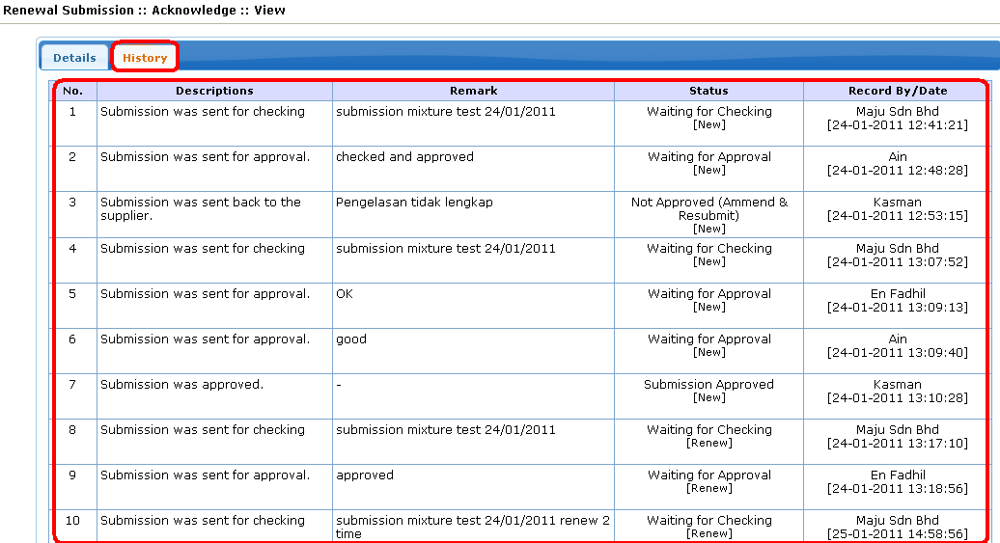 Renewal Submission :: Acknowledge :: View
Details History
No. Descriptions Remark Status Record By/Date
1 Submission was sent for checking submission mixture test 24/01/2011 Waiting for Checking Maju Sdn Bhd
[New] [24-01-2011 12:41:21]
2 Submission was sent for approval. checked and approved Waiting for Approval Ain
[New] [24-01-2011 12:48:28]
3 Submission was sent back to the Pengelasan tidak lengkap Not Approved (Ammend & Kasman
supplier. Resubmit) [24-01-2011 12:53:15]
[New]
4 Submission was sent for checking submission mixture test 24/01/2011 Waiting for Checking Maju Sdn Bhd
[New] [24-01-2011 13:07:52]
5 Submission was sent for approval. OK Waiting for Approval En Fadhil
[New] [24-01-2011 13:09:13]
6 Submission was sent for approval. good Waiting for Approval Ain
[New] [24-01-2011 13:09:40]
7 Submission was approved. - Submission Approved Kasman
[New] [24-01-2011 13:10:28]
8 Submission was sent for checking submission mixture test 24/01/2011 Waiting for Checking Maju Sdn Bhd
[Renew] [24-01-2011 13:17:10]
9 Submission was sent for approval. approved Waiting for Approval En Fadhil
[Renew] [24-01-2011 13:18:56]
10 Submission was sent for checking submission mixture test 24/01/2011 renew 2 Waiting for Checking Maju Sdn Bhd
time [Renew] [25-01-2011 14:58:56]